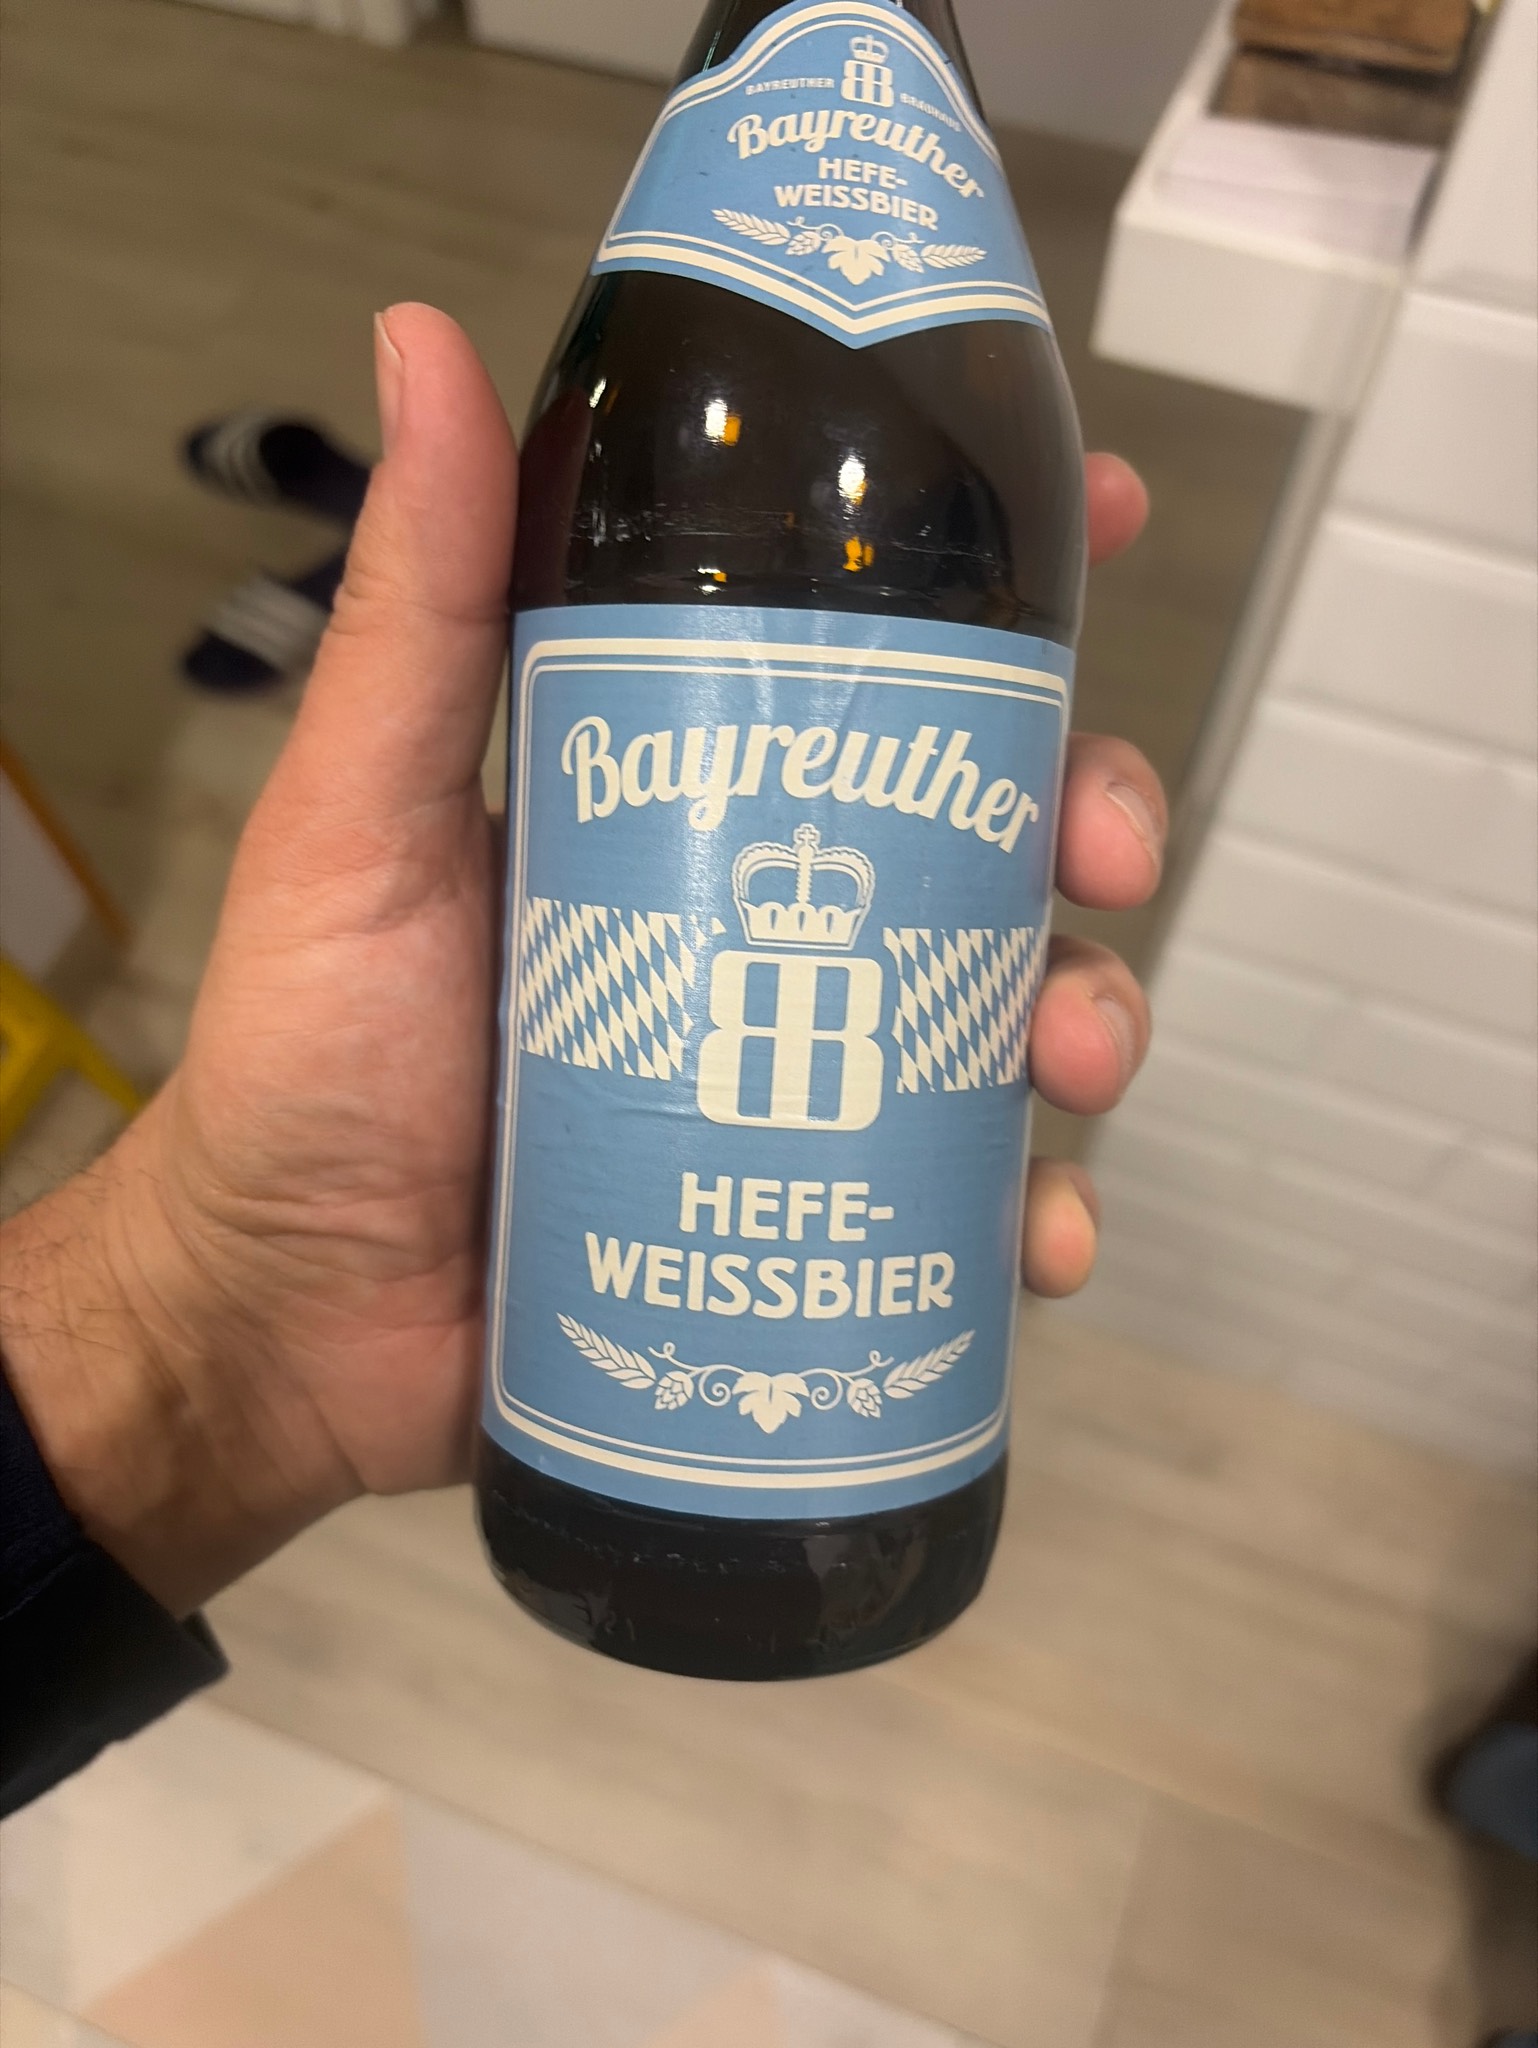 BAYREUTHER BB BRAUHAUS
Bayreuther
HEFE-
WEISSBIER
Bayreuther
BB
HEFE-
WEISSBIER